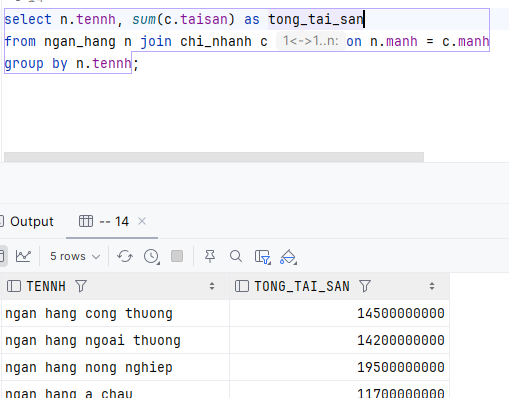 select n.tennh, sum(c.taisan) as tong_tai_san
from ngan_hang n join chi_nhanh c 1<->1..n: on n.manh = c.manh
group by n.tennh;
Output -- 14
5 rows
TENNH TONG_TAI_SAN
ngan hang cong thuong 14500000000
ngan hang ngoai thuong 14200000000
ngan hang nong nghiep 19500000000
ngan hang a chau 11700000000